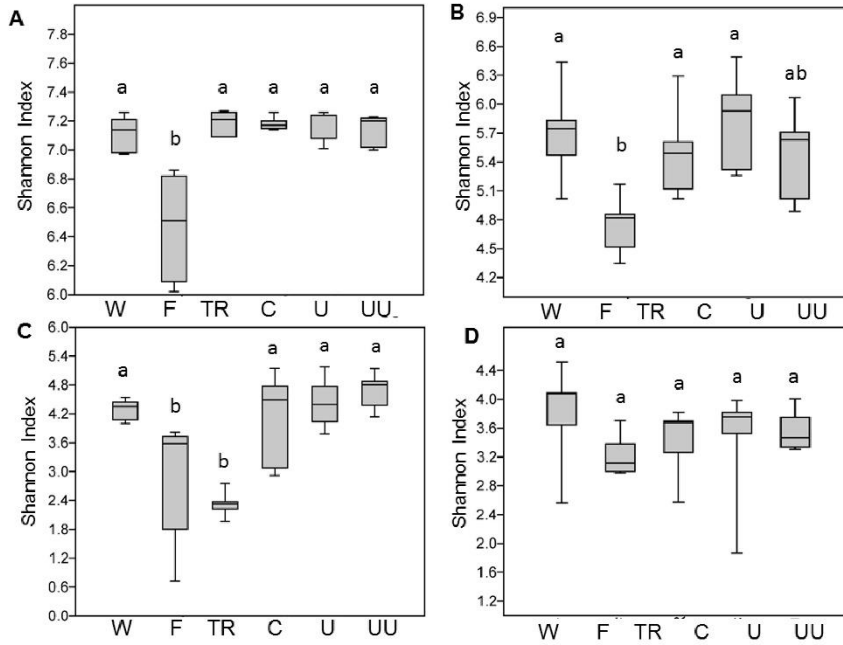 A
Shannon Index
7.8
7.6
7.4
7.2
7.0
6.8
6.6
6.4
6.2
6.0
a b a a a a
W F TR C U UU
B
Shannon Index
5.9
6.9
6.6
6.3
5.7
5.4
5.1
4.8
4.5
4.2
a b a a ab
W F TR C U UU
C
Shannon Index
6.0
5.4
4.8
4.2
3.6
3.0
2.4
1.8
1.2
0.6
0.0
a b b a a a
W F TR C U UU
D
Shannon Index
4.4
4.0
3.6
3.2
2.8
2.4
2.0
1.6
1.2
a a a a a
W F TR C U UU